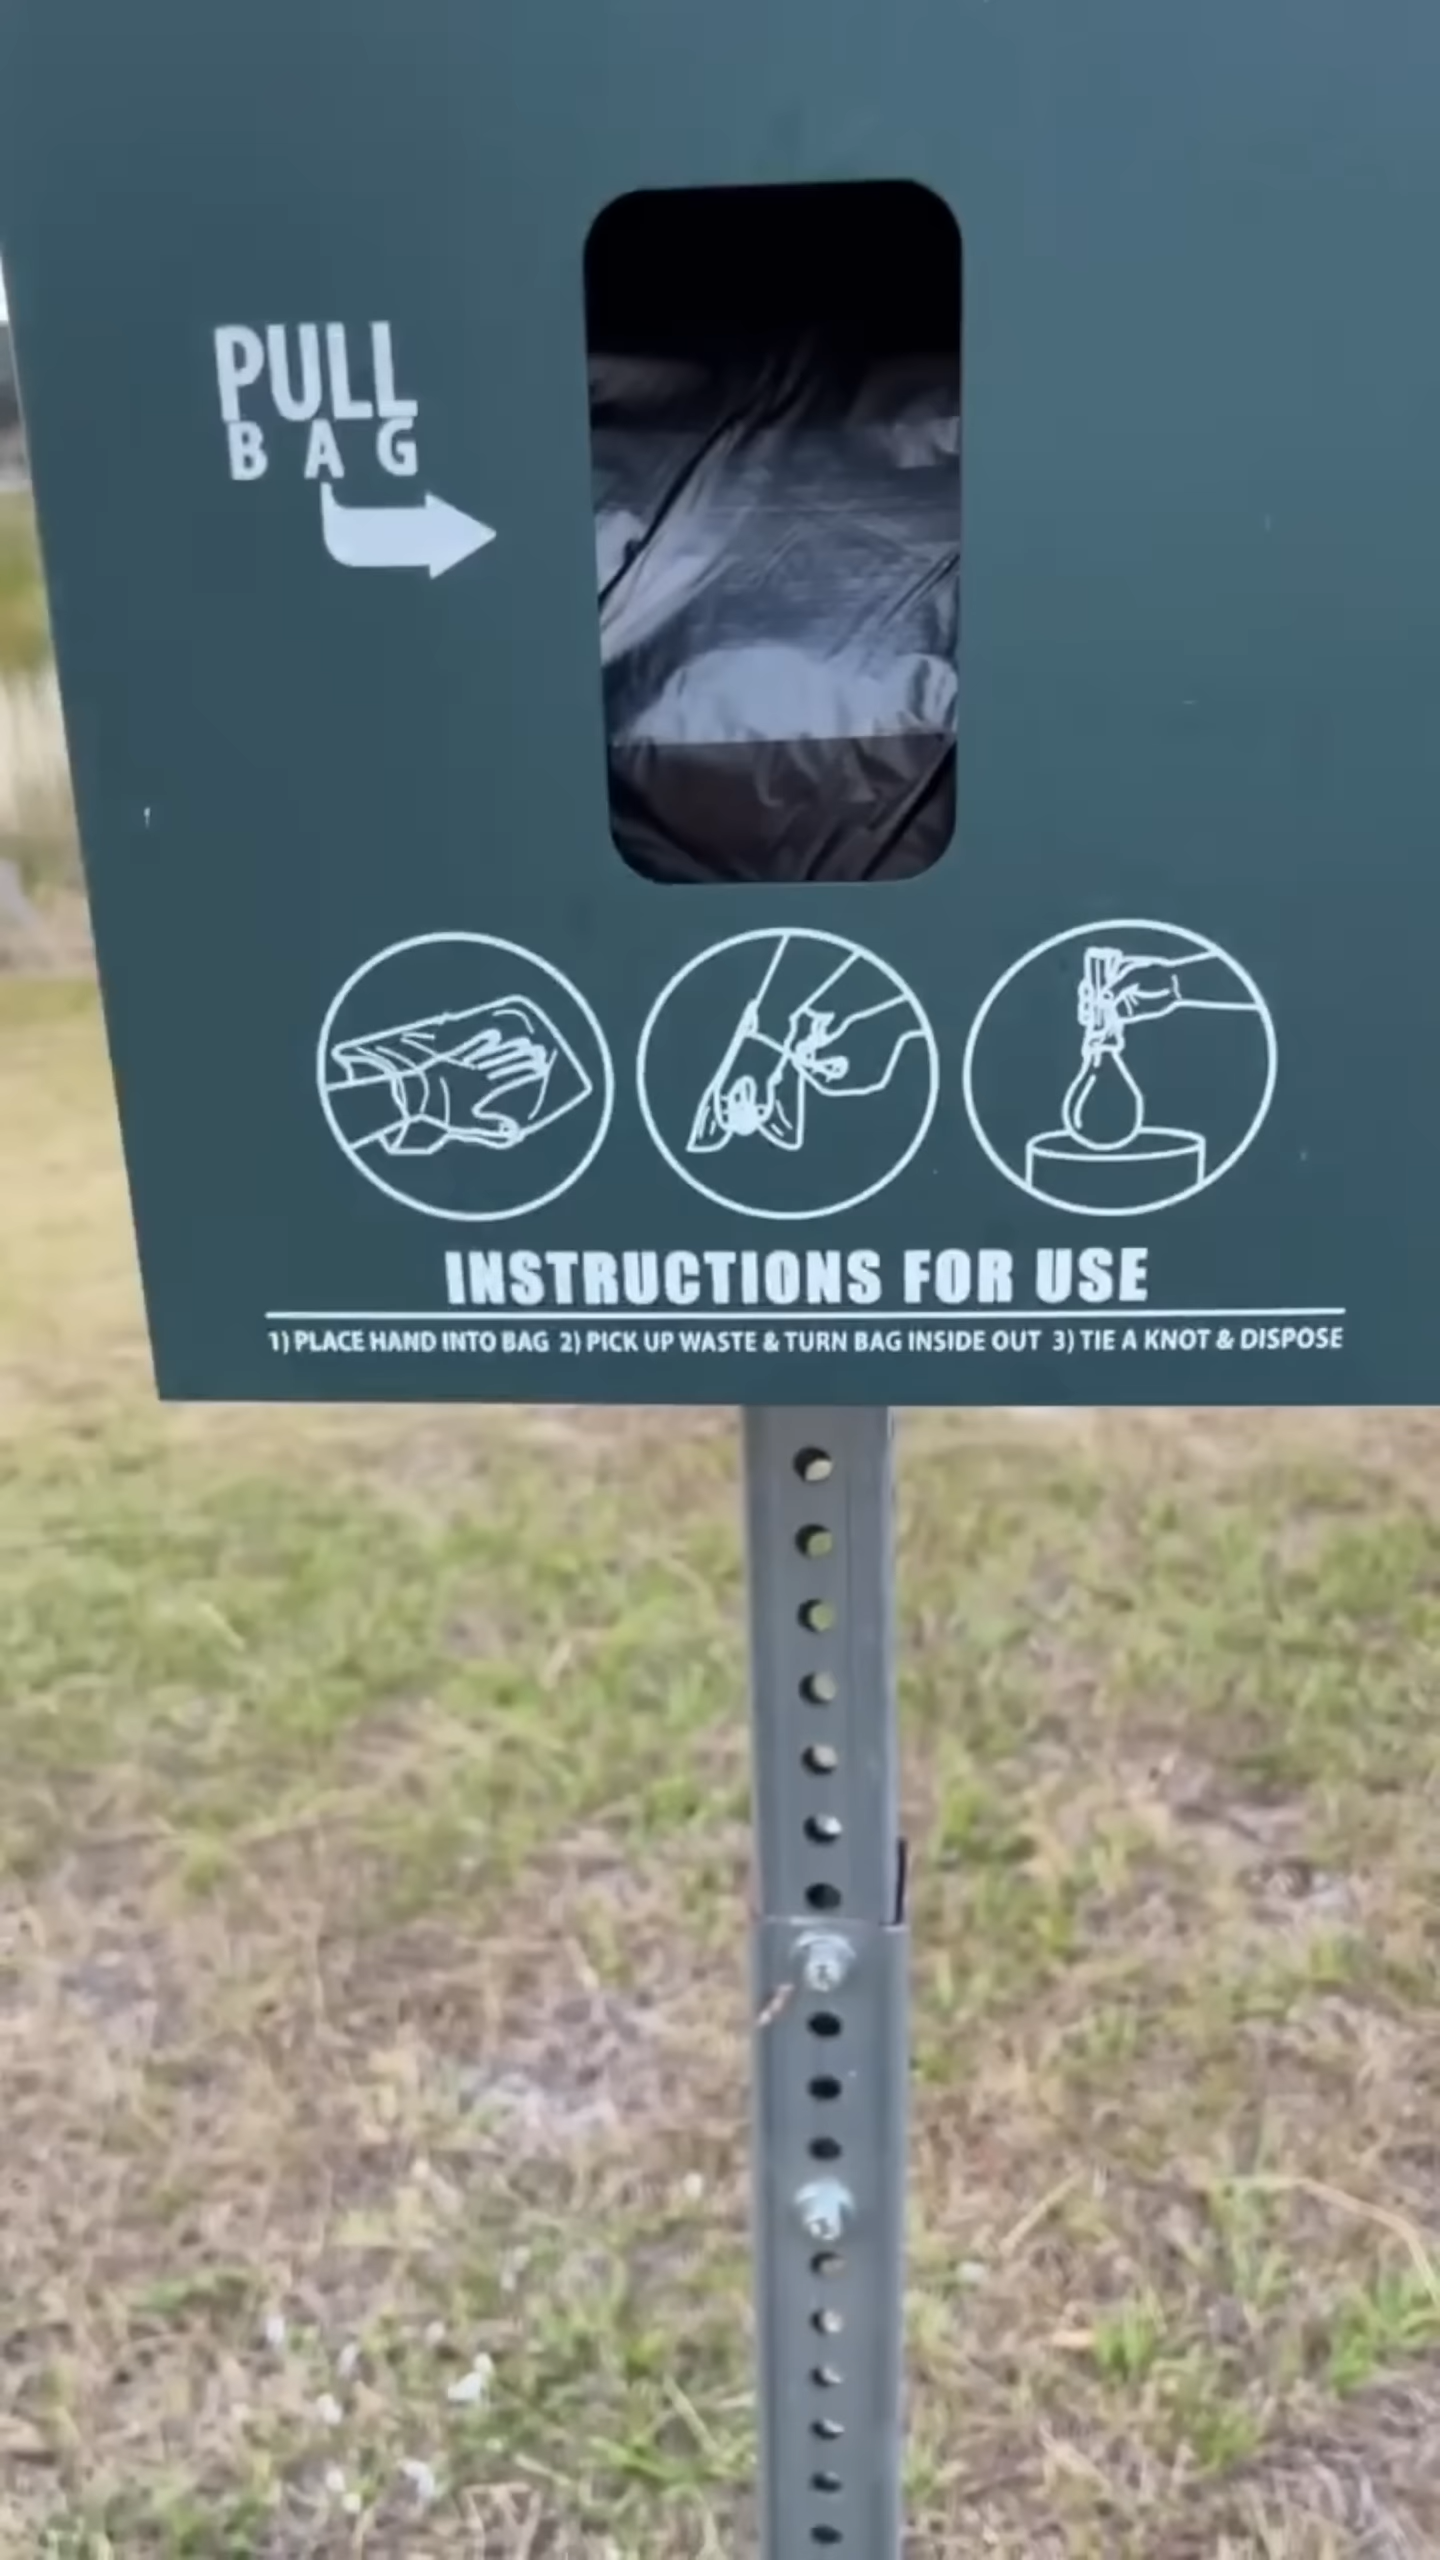 PULL
BAG
INSTRUCTIONS FOR USE
1) PLACE HAND INTO BAG 2) PICK UP WASTE & TURN BAG INSIDE OUT 3) TIE A KNOT & DISPOSE